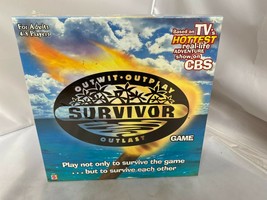 For Adults
4-8 Players
Based on TV's
HOTTEST
real-life
ADVENTURE
show on
CBS
OUTWIT · OUTPLAY
SURVIVOR
OUTLAST
GAME
Play not only to survive the game
...but to survive each other